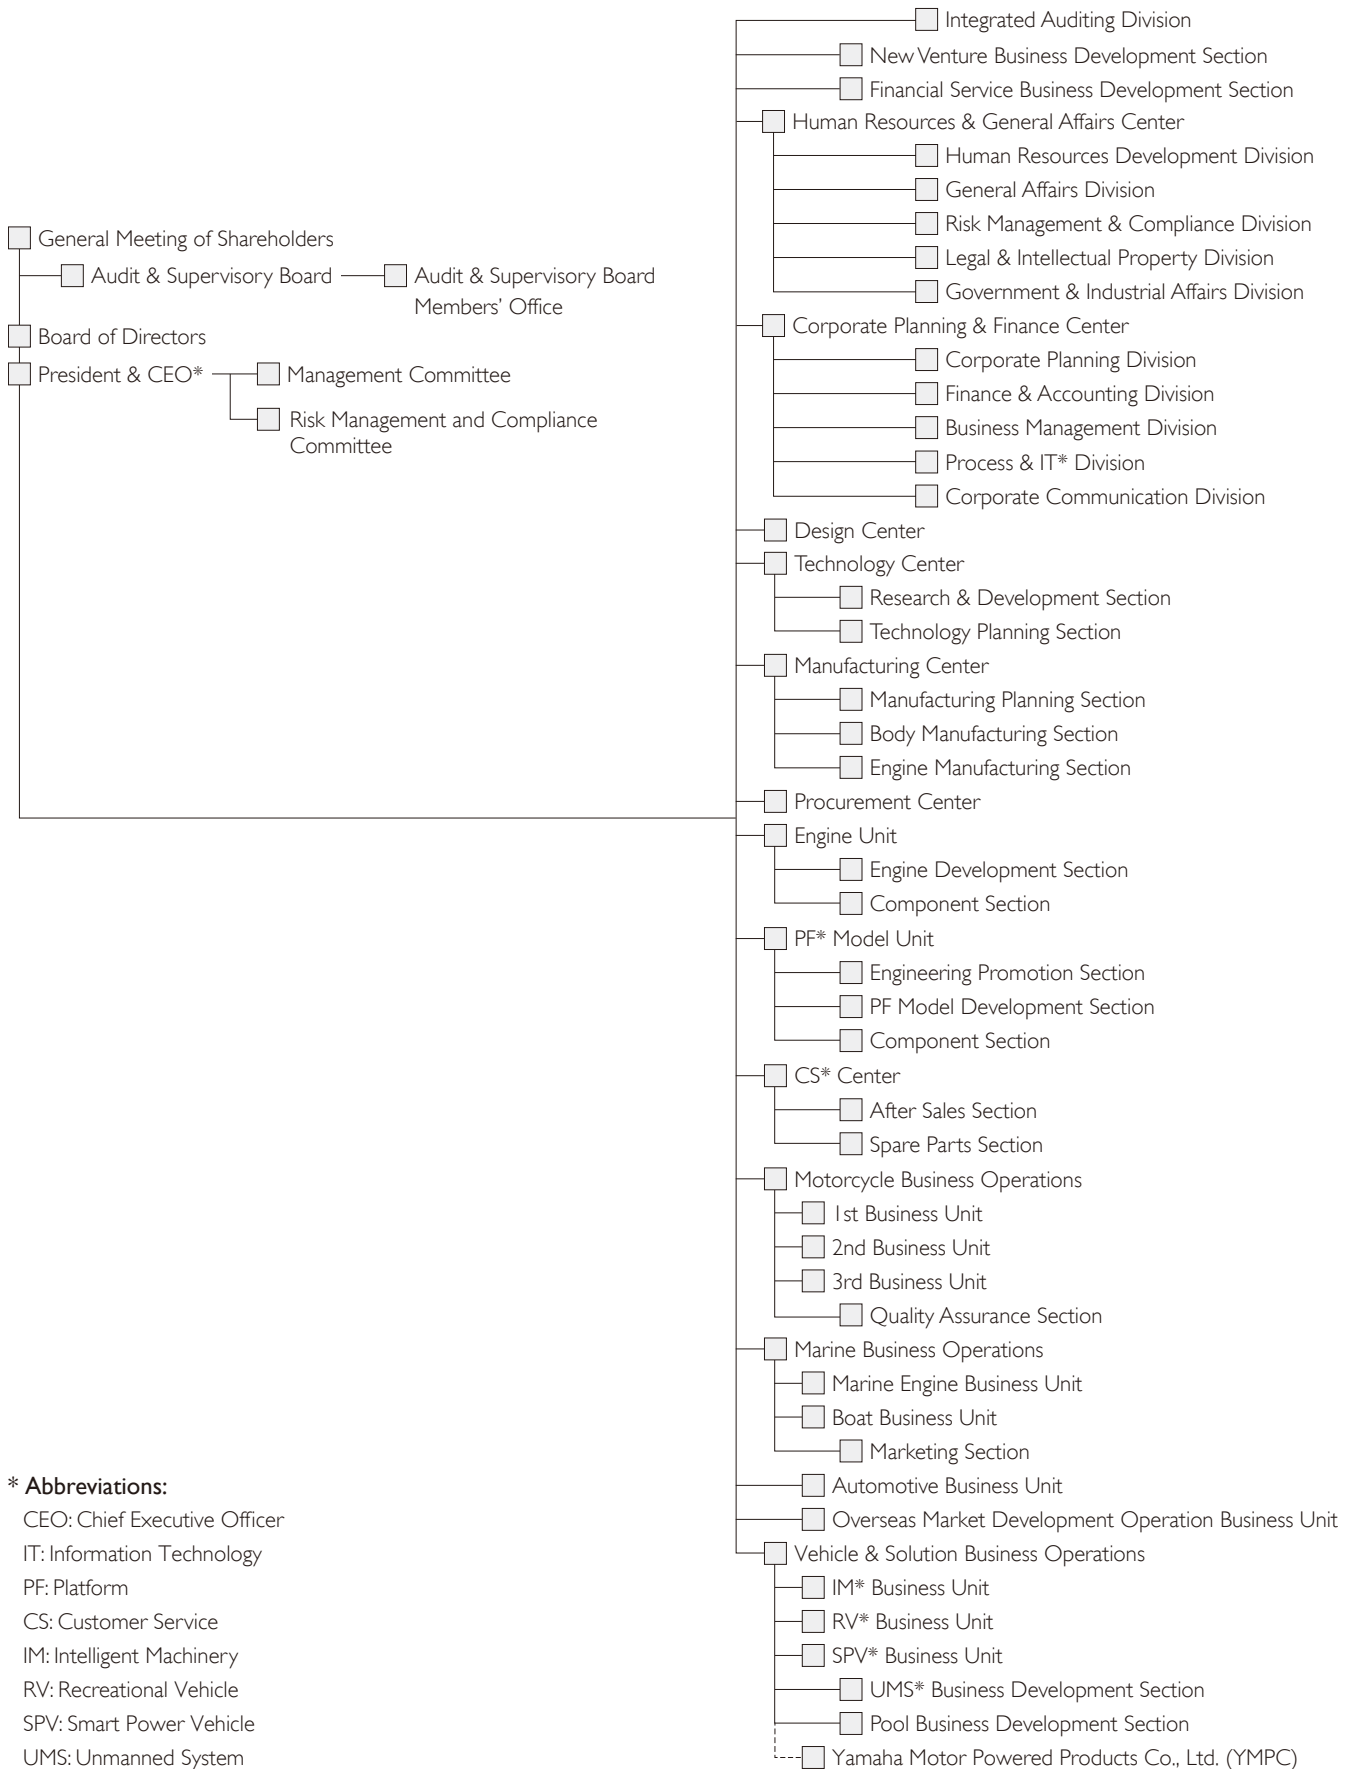 General Meeting of Shareholders
Audit & Supervisory Board
Audit & Supervisory Board
Members' Office
Board of Directors
President & CEO*
Management Committee
Risk Management and Compliance
Committee
Integrated Auditing Division
New Venture Business Development Section
Financial Service Business Development Section
Human Resources & General Affairs Center
Human Resources Development Division
General Affairs Division
Risk Management & Compliance Division
Legal & Intellectual Property Division
Government & Industrial Affairs Division
Corporate Planning & Finance Center
Corporate Planning Division
Finance & Accounting Division
Business Management Division
Process & IT* Division
Corporate Communication Division
Design Center
Technology Center
Research & Development Section
Technology Planning Section
Manufacturing Center
Manufacturing Planning Section
Body Manufacturing Section
Engine Manufacturing Section
Procurement Center
Engine Unit
Engine Development Section
Component Section
PF* Model Unit
Engineering Promotion Section
PF Model Development Section
Component Section
CS* Center
After Sales Section
Spare Parts Section
Motorcycle Business Operations
1st Business Unit
2nd Business Unit
3rd Business Unit
Quality Assurance Section
Marine Business Operations
Marine Engine Business Unit
Boat Business Unit
Marketing Section
Automotive Business Unit
Overseas Market Development Operation Business Unit
Vehicle & Solution Business Operations
IM* Business Unit
RV* Business Unit
SPV* Business Unit
UMS* Business Development Section
Pool Business Development Section
Yamaha Motor Powered Products Co., Ltd. (YMPC)
* Abbreviations:
CEO: Chief Executive Officer
IT: Information Technology
PF: Platform
CS: Customer Service
IM: Intelligent Machinery
RV: Recreational Vehicle
SPV: Smart Power Vehicle
UMS: Unmanned System